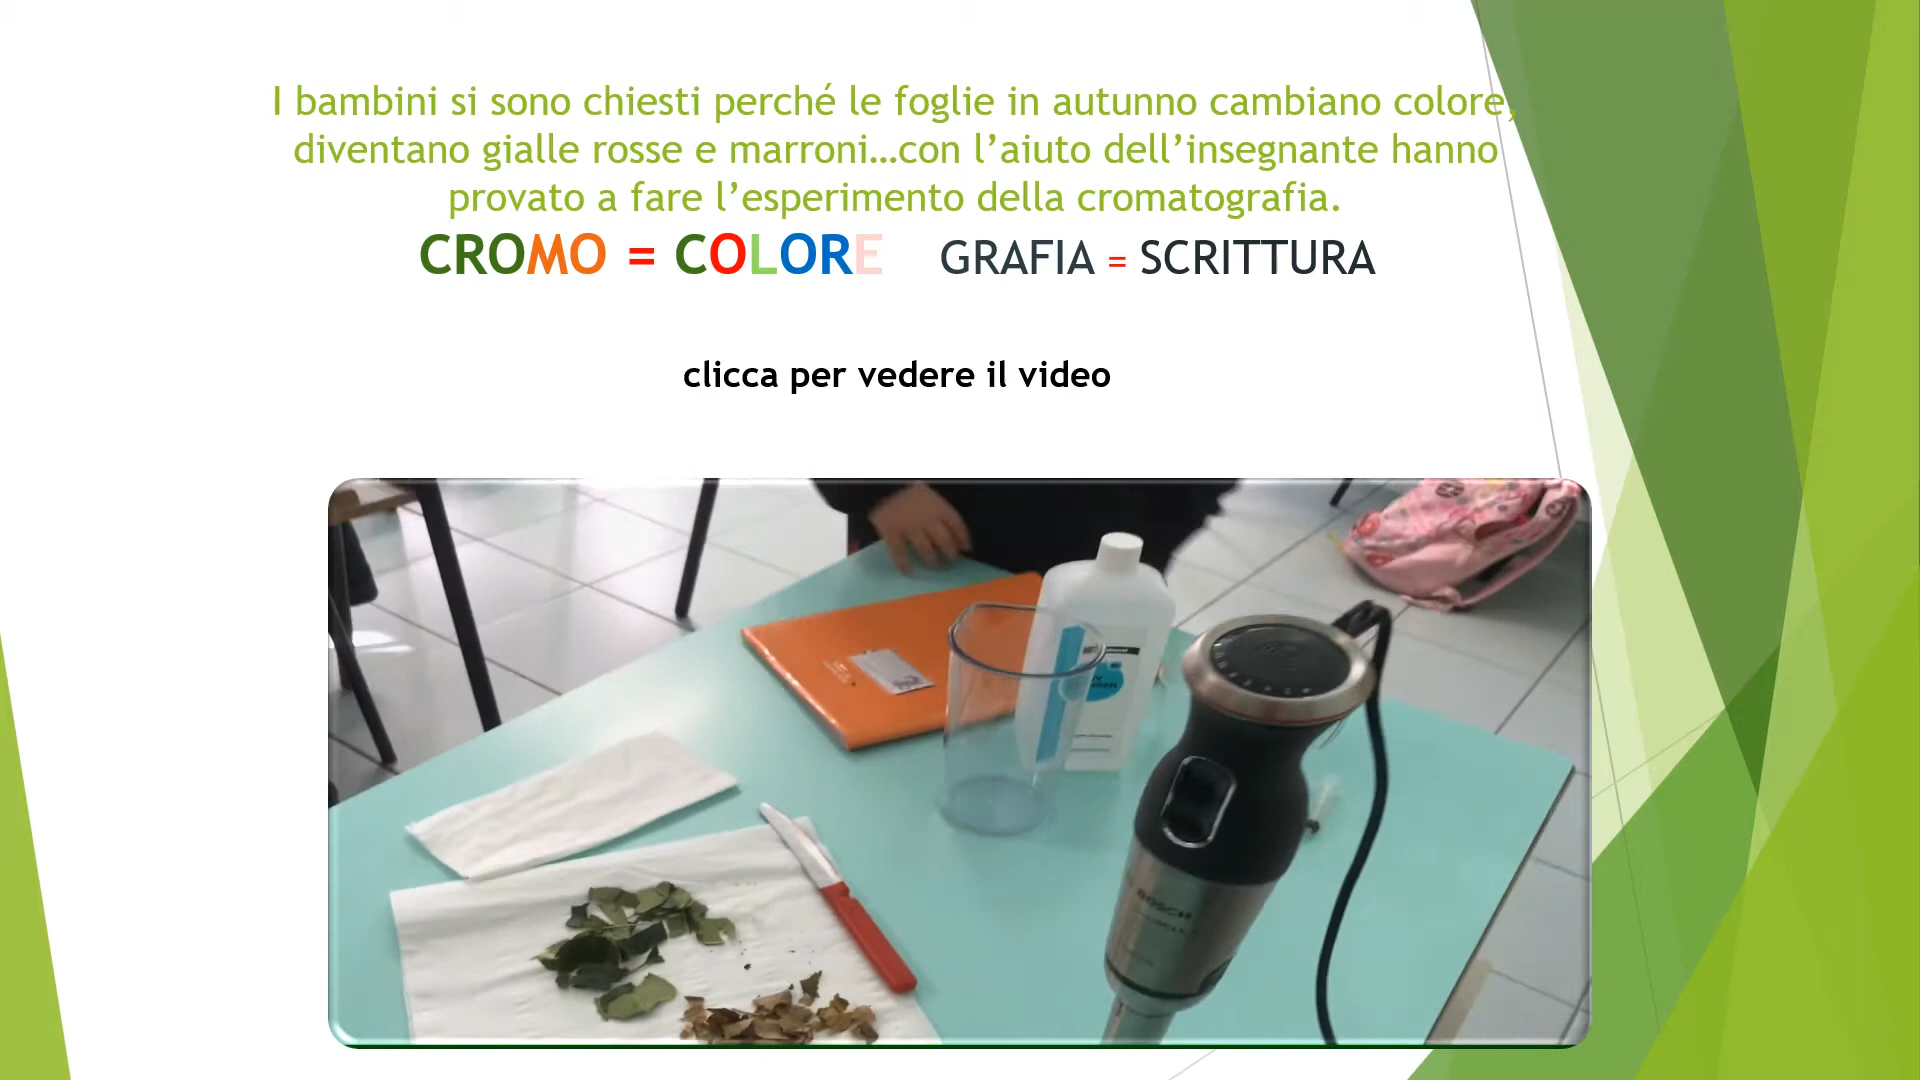 I bambini si sono chiesti perché le foglie in autunno cambiano colore,
diventano gialle rosse e marroni…con l’aiuto dell’insegnante hanno
provato a fare l’esperimento della cromatografia.
CROMO = COLORE GRAFIA = SCRITTURA
clicca per vedere il video
BOSCH